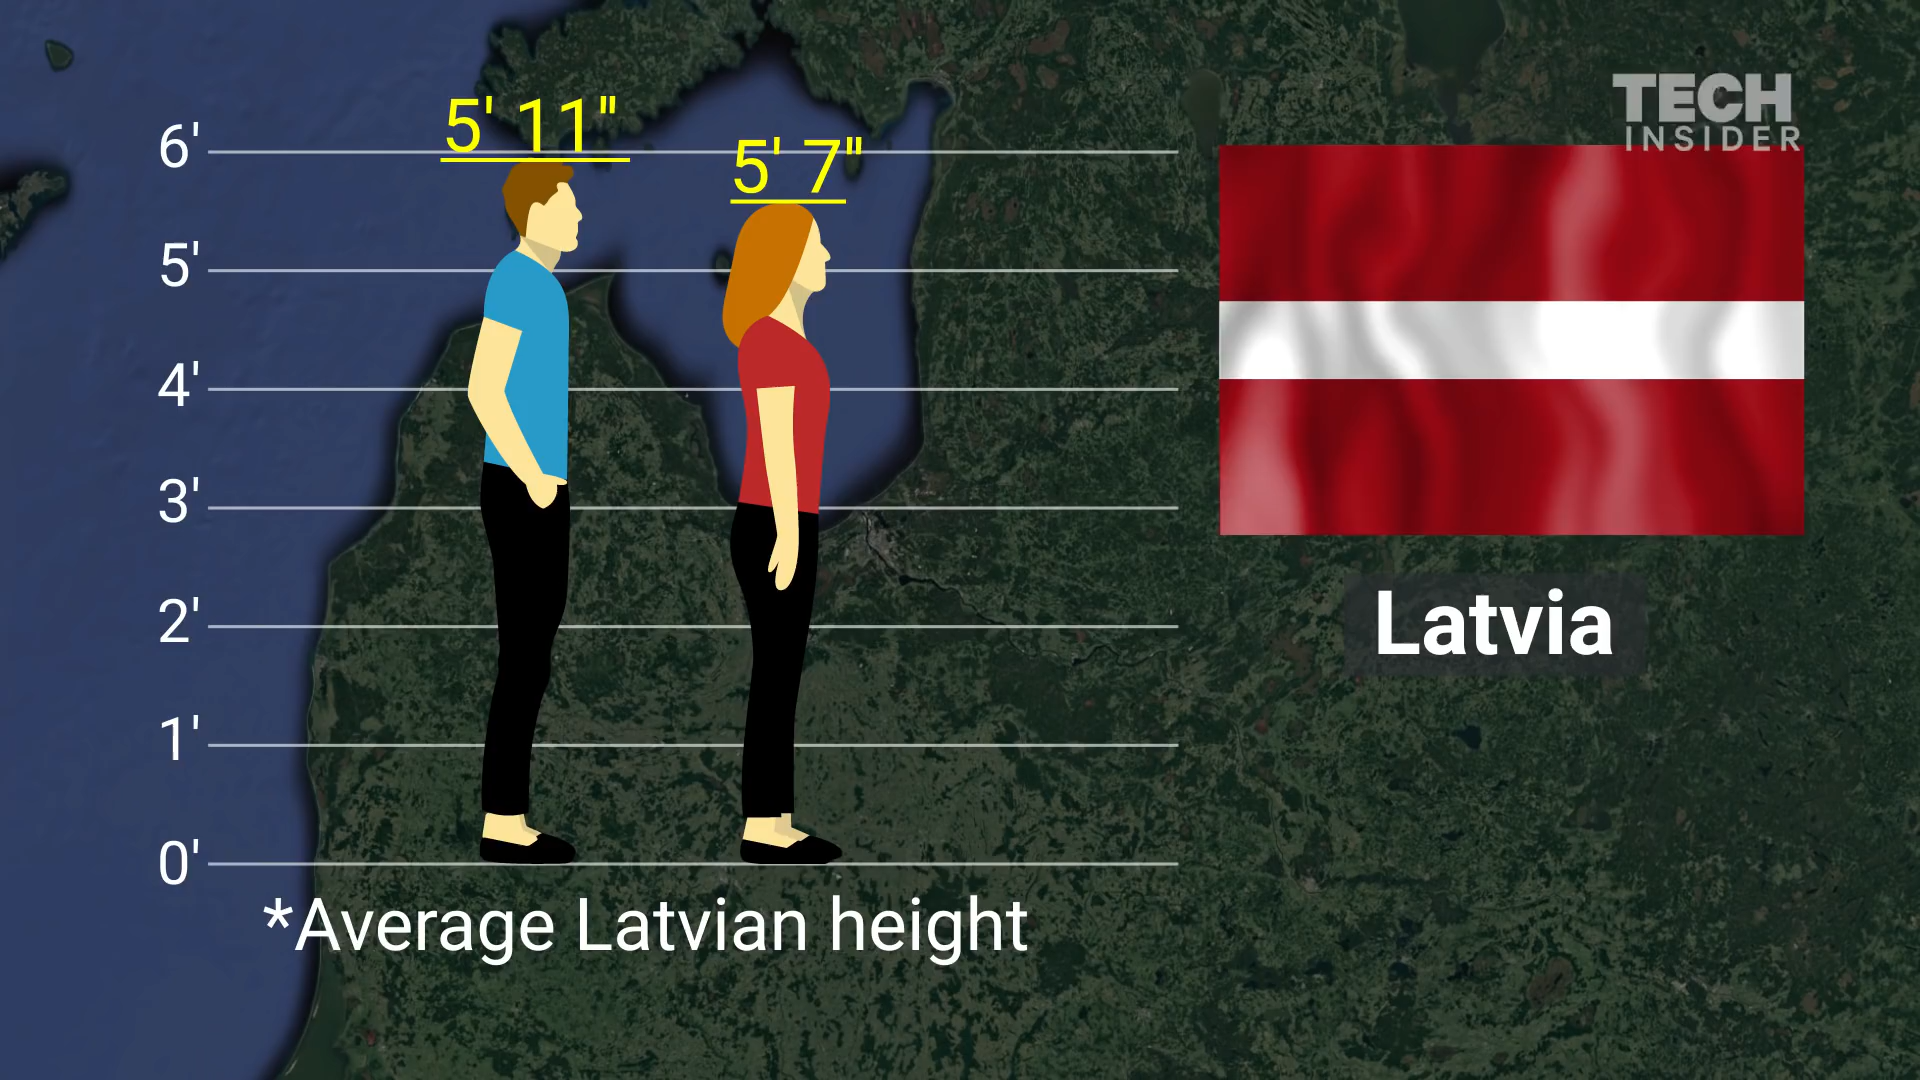 TECH
INSIDER
5' 11"
5' 7"
6'
5'
4'
3'
2'
1'
0'
Latvia
*Average Latvian height